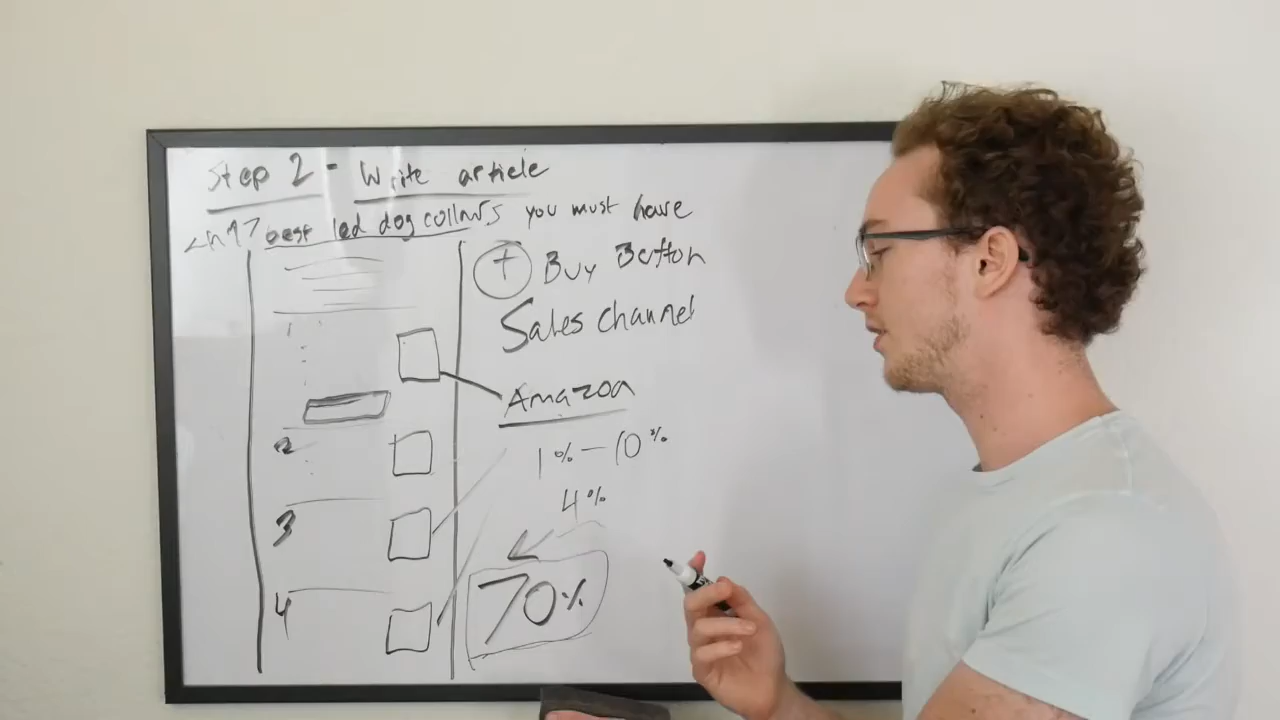 Step 2 - Write article
<h1> best led dog collars you must have
+ Buy Button
Sales channel
1
Amazon
2
1% - 10%
4%
3
70%
4